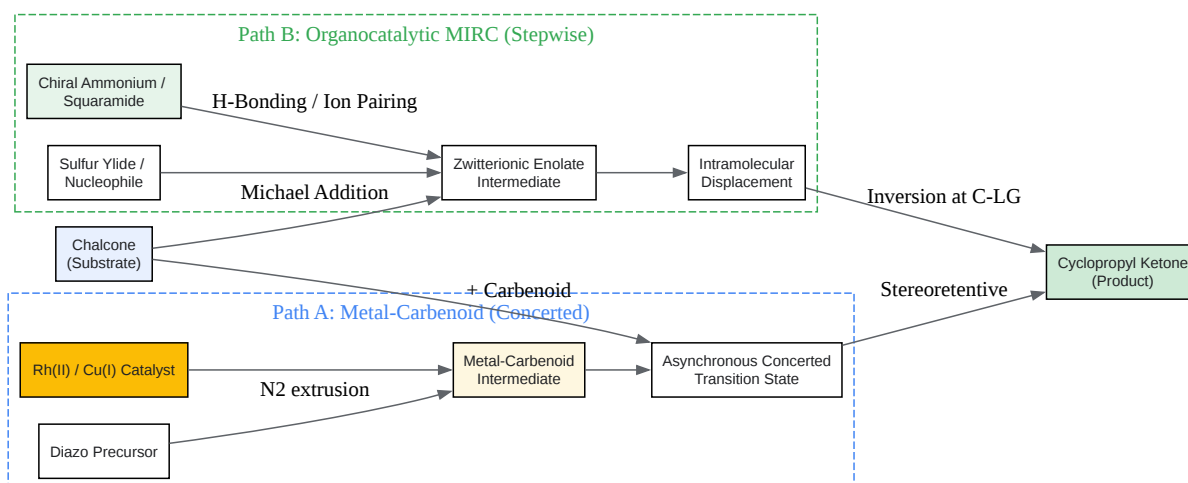 Path B: Organocatalytic MIRC (Stepwise)
Chiral Ammonium /
Squaramide
H-Bonding / Ion Pairing
Sulfur Ylide /
Nucleophile
Zwitterionic Enolate
Intermediate
Intramolecular
Displacement
Michael Addition
Inversion at C-LG
Chalcone
(Substrate)
Cyclopropyl Ketone
(Product)
+ Carbenoid
Stereoretentive
Path A: Metal-Carbenoid (Concerted)
Rh(II) / Cu(I) Catalyst
Metal-Carbenoid
Intermediate
Asynchronous Concerted
Transition State
N2 extrusion
Diazo Precursor